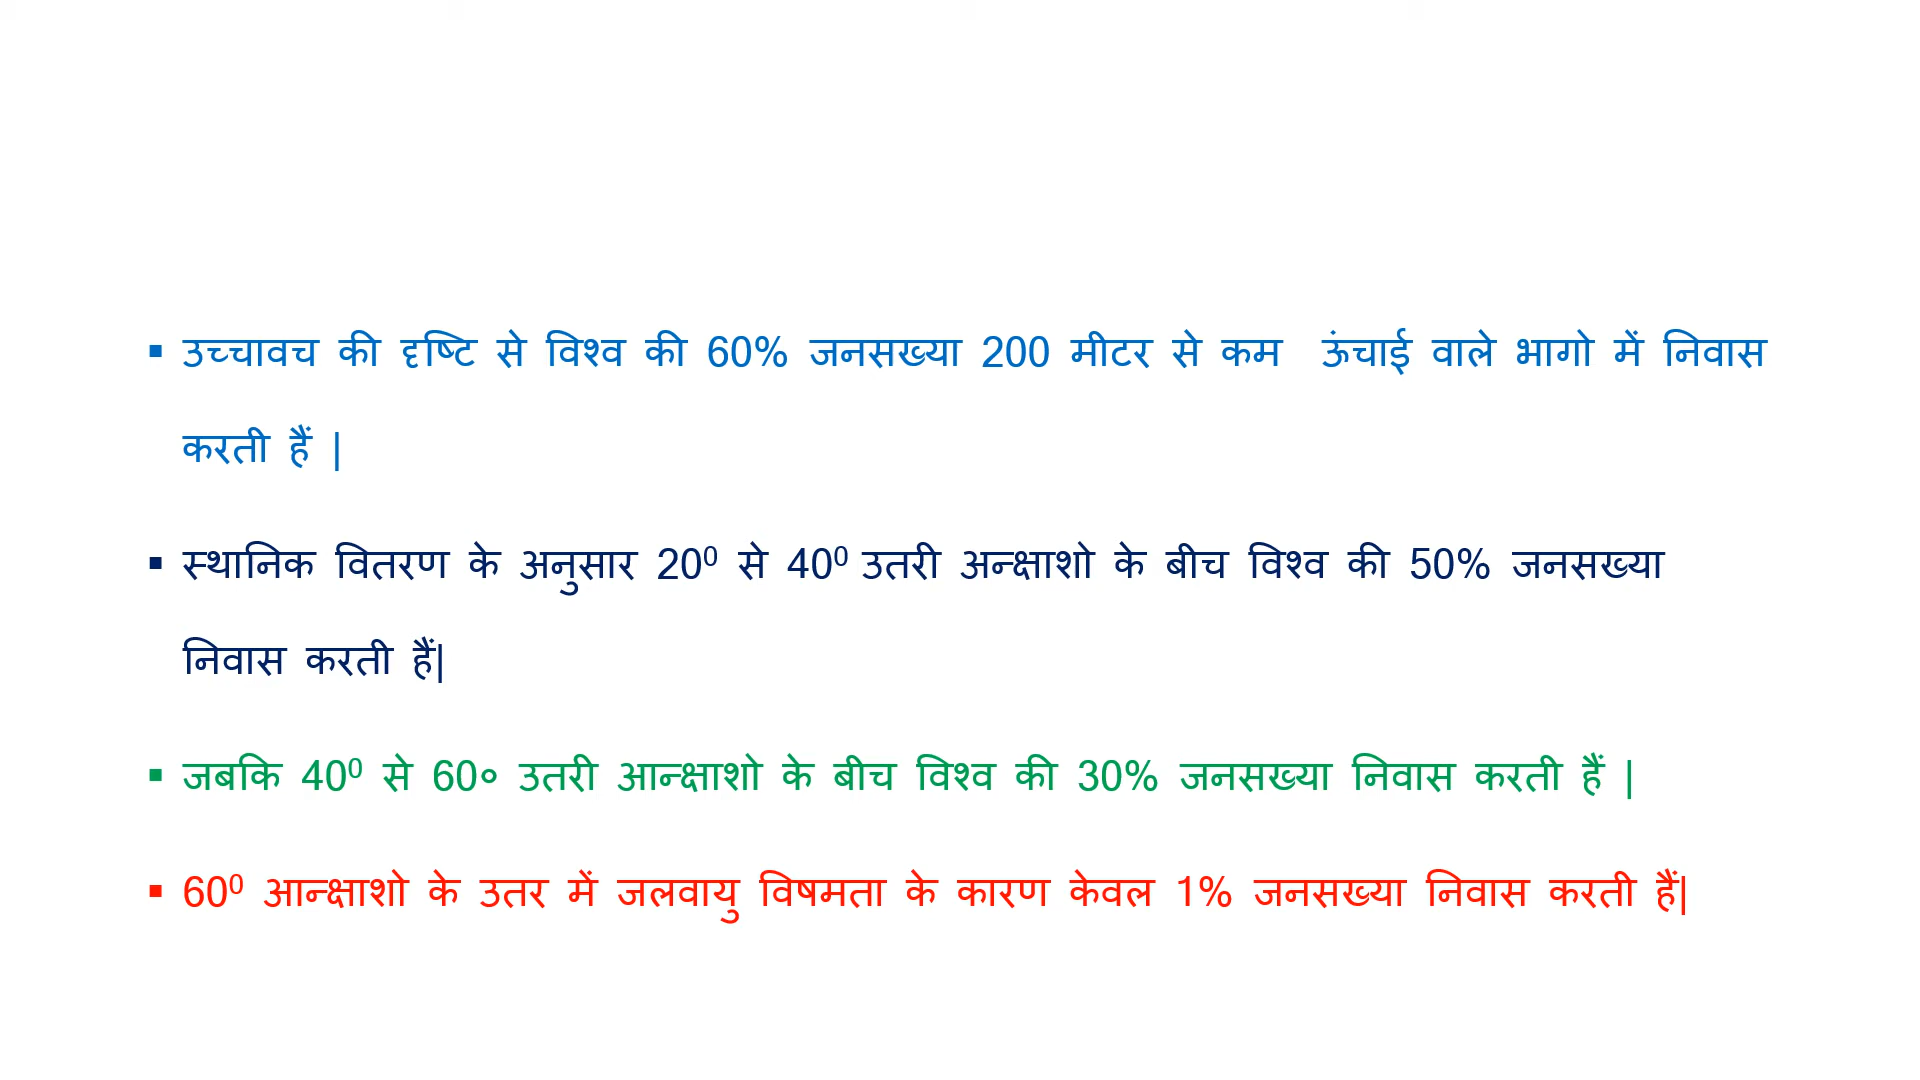 ▪ उच्चावच की दृष्टि से विश्व की 60% जनसख्या 200 मीटर से कम ऊंचाई वाले भागो में निवास
करती हैं |
▪ स्थानिक वितरण के अनुसार 20⁰ से 40⁰ उतरी अन्क्षाशो के बीच विश्व की 50% जनसख्या
निवास करती हैं|
▪ जबकि 40⁰ से 60० उतरी आन्क्षाशो के बीच विश्व की 30% जनसख्या निवास करती हैं |
▪ 60⁰ आन्क्षाशो के उतर में जलवायु विषमता के कारण केवल 1% जनसख्या निवास करती हैं|